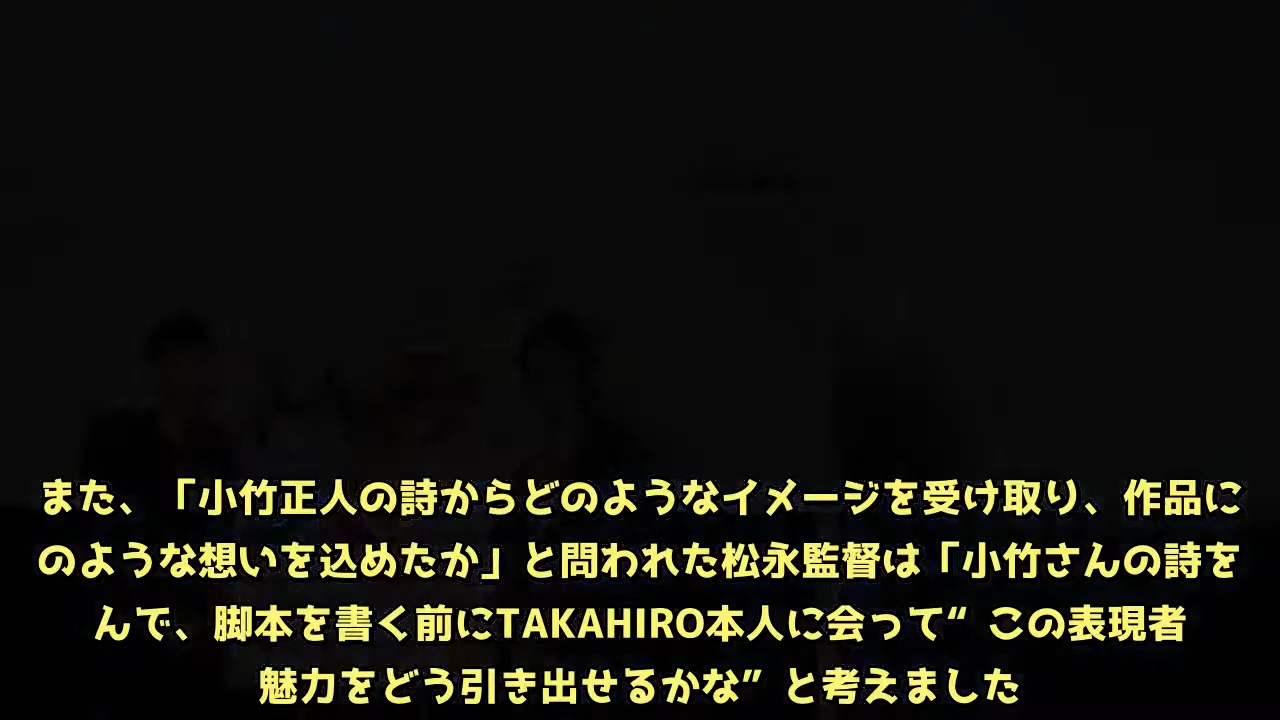 また、「小竹正人の詩からどのようなイメージを受け取り、作品に
のような想いを込めたか」と問われた松永監督は「小竹さんの詩を
んで、脚本を書く前にTAKAHIRO本人に会って“ この表現者
魅力をどう引き出せるかな”と考えました